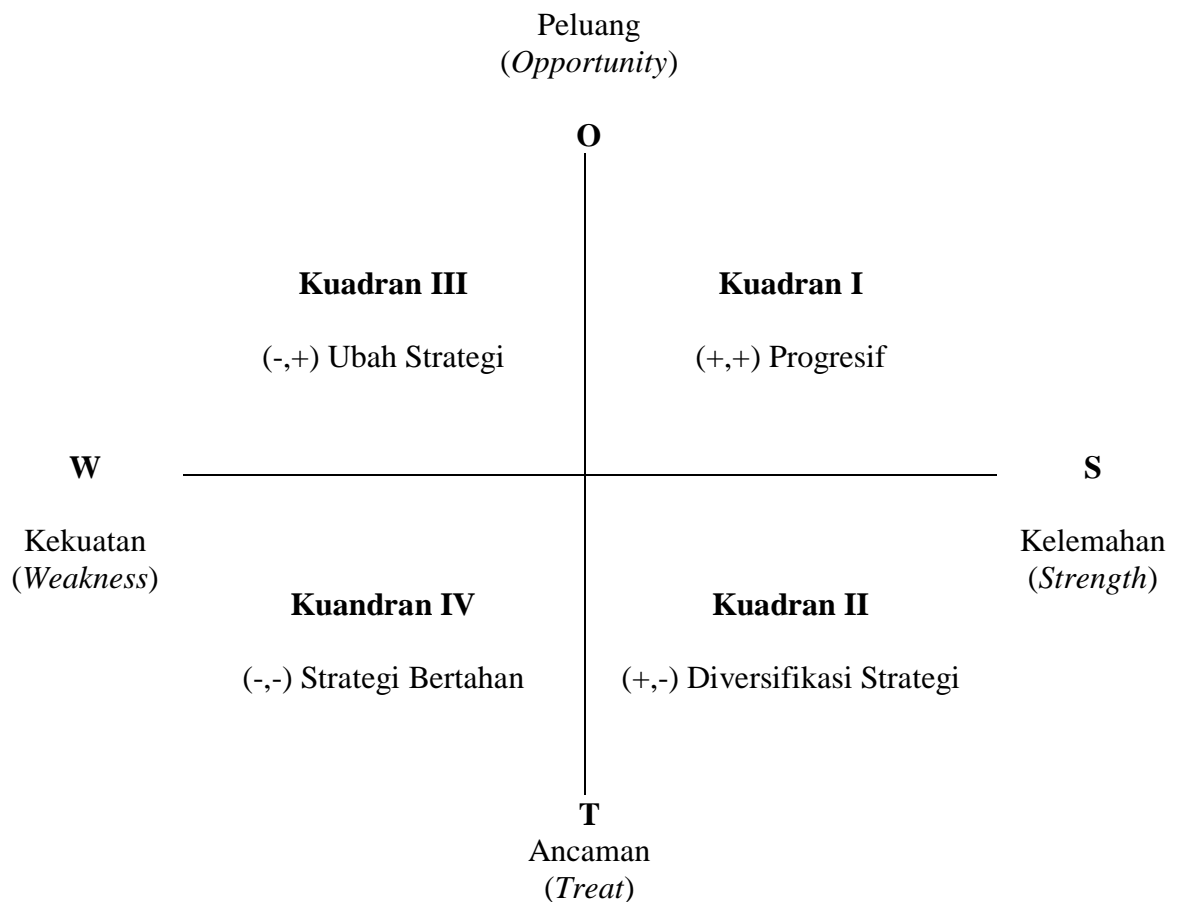 Peluang
(Opportunity)
O
Kuadran III
Kuadran I
(-,+) Ubah Strategi
(+,+) Progresif
W
S
Kekuatan
(Weakness)
Kelemahan
(Strength)
Kuandran IV
Kuadran II
(-,-) Strategi Bertahan
(+,-) Diversifikasi Strategi
T
Ancaman
(Treat)